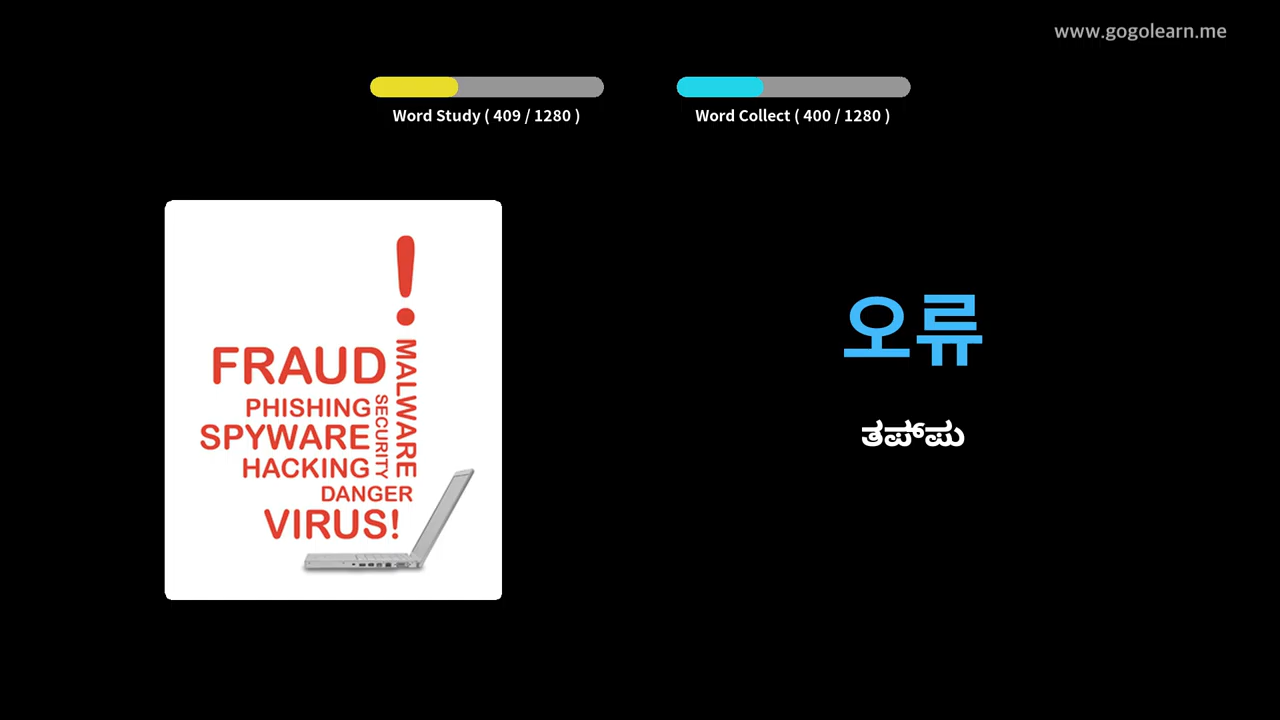 www.gogolearn.me
Word Study ( 409 / 1280 )
Word Collect ( 400 / 1280 )
!
FRAUD
MALWARE
PHISHING
SECURITY
SPYWARE
HACKING
DANGER
VIRUS!
오류
ತಪ್ಪು